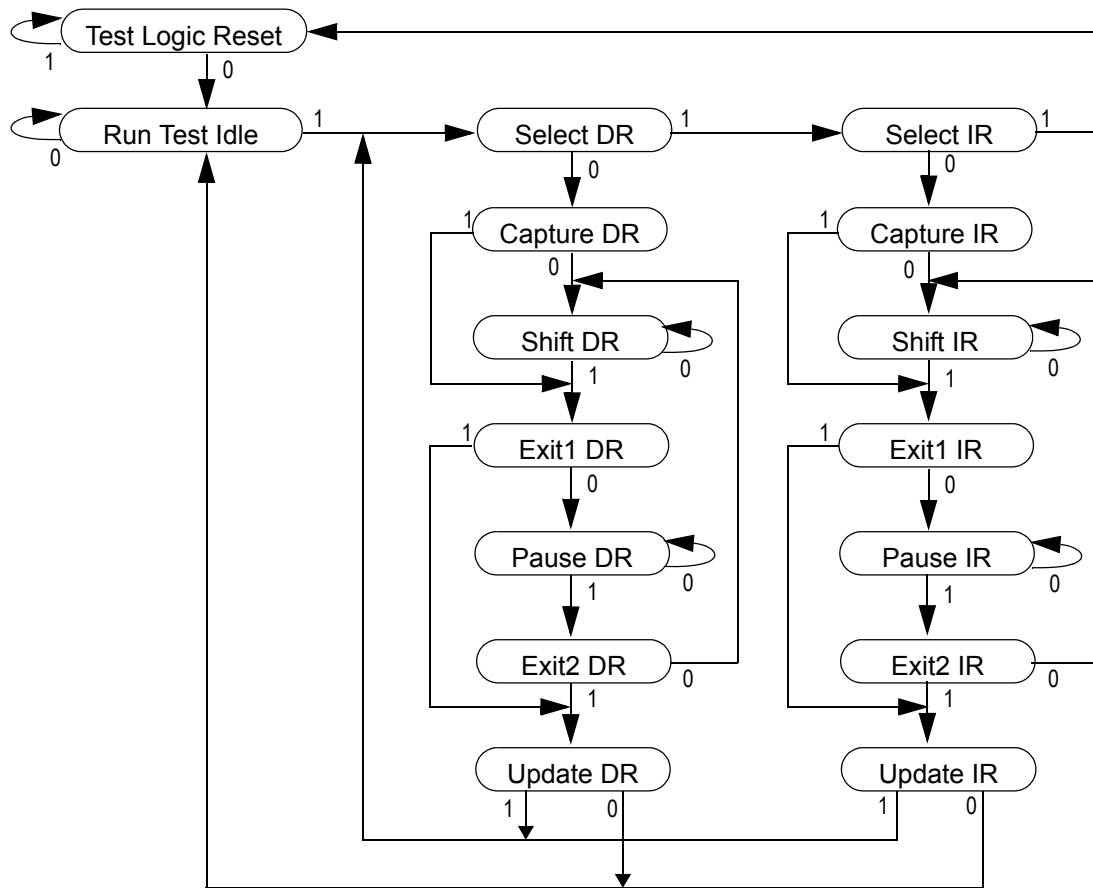 Test Logic Reset
1
0
Run Test Idle
0
1
Select DR
1
0
Select IR
1
0
1
Capture DR
0
1
Capture IR
0
Shift DR
0
1
Shift IR
0
1
1
Exit1 DR
0
1
Exit1 IR
0
Pause DR
0
1
Pause IR
0
1
Exit2 DR
0
1
Exit2 IR
0
1
Update DR
1
0
Update IR
1
0